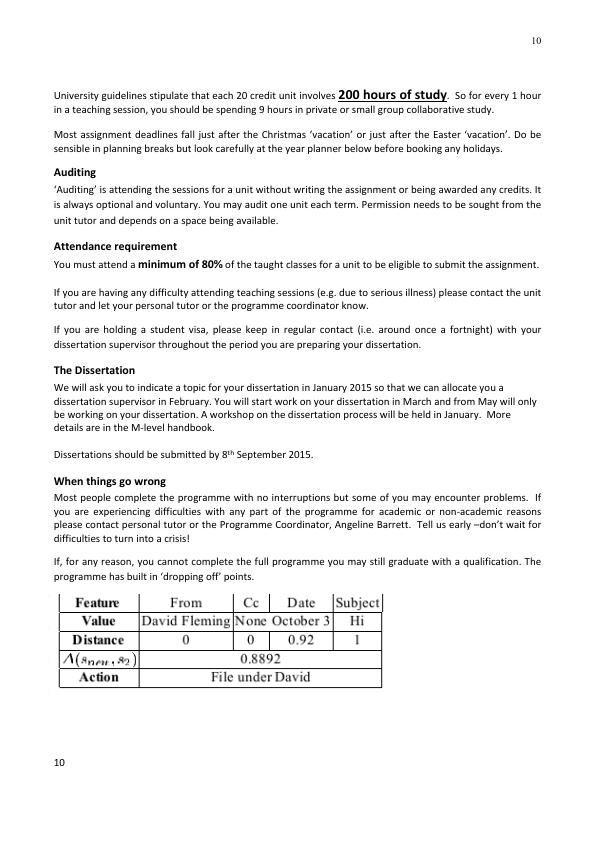 10
University guidelines stipulate that each 20 credit unit involves 200 hours of study. So for every 1 hour
in a teaching session, you should be spending 9 hours in private or small group collaborative study.
Most assignment deadlines fall just after the Christmas ‘vacation’ or just after the Easter ‘vacation’. Do be
sensible in planning breaks but look carefully at the year planner below before booking any holidays.
Auditing
‘Auditing’ is attending the sessions for a unit without writing the assignment or being awarded any credits. It
is always optional and voluntary. You may audit one unit each term. Permission needs to be sought from the
unit tutor and depends on a space being available.
Attendance requirement
You must attend a minimum of 80% of the taught classes for a unit to be eligible to submit the assignment.
If you are having any difficulty attending teaching sessions (e.g. due to serious illness) please contact the unit
tutor and let your personal tutor or the programme coordinator know.
If you are holding a student visa, please keep in regular contact (i.e. around once a fortnight) with your
dissertation supervisor throughout the period you are preparing your dissertation.
The Dissertation
We will ask you to indicate a topic for your dissertation in January 2015 so that we can allocate you a
dissertation supervisor in February. You will start work on your dissertation in March and from May will only
be working on your dissertation. A workshop on the dissertation process will be held in January. More
details are in the M-level handbook.
Dissertations should be submitted by 8th September 2015.
When things go wrong
Most people complete the programme with no interruptions but some of you may encounter problems. If
you are experiencing difficulties with any part of the programme for academic or non-academic reasons
please contact personal tutor or the Programme Coordinator, Angeline Barrett. Tell us early –don’t wait for
difficulties to turn into a crisis!
If, for any reason, you cannot complete the full programme you may still graduate with a qualification. The
programme has built in ‘dropping off’ points.
Feature From Cc Date Subject
Value David Fleming None October 3 Hi
Distance 0 0 0.92 1
Λ(s_new, s_2) 0.8892
Action File under David
10